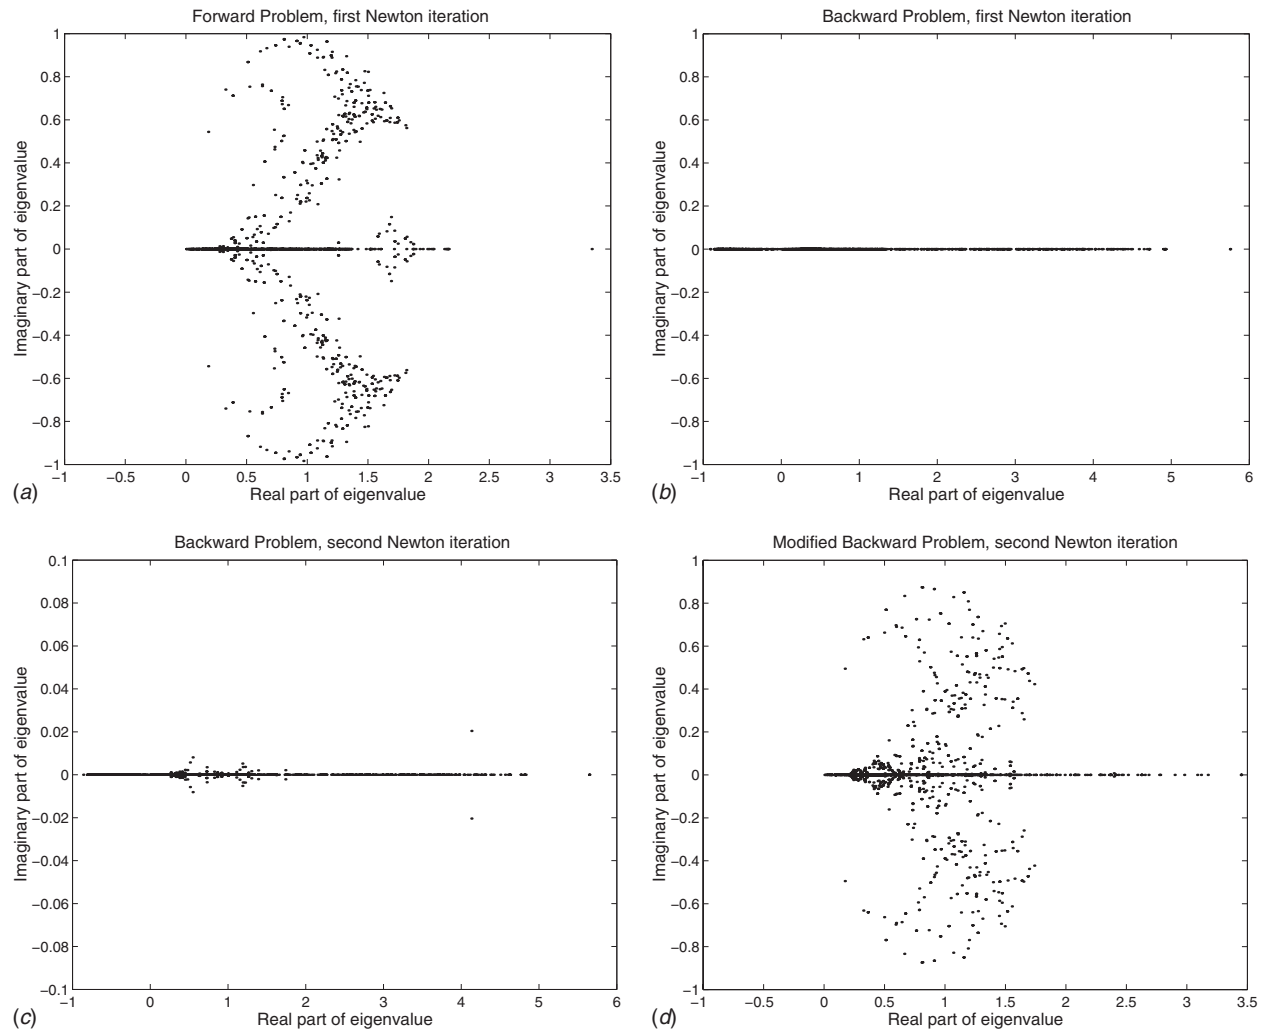 Forward Problem, first Newton iteration
1
0.8
0.6
0.4
0.2
0
−0.2
−0.4
−0.6
−0.8
−1
Imaginary part of eigenvalue
−1 −0.5 0 0.5 1 1.5 2 2.5 3 3.5
Real part of eigenvalue
(a)
Backward Problem, first Newton iteration
1
0.8
0.6
0.4
0.2
0
−0.2
−0.4
−0.6
−0.8
−1
Imaginary part of eigenvalue
−1 0 1 2 3 4 5 6
Real part of eigenvalue
(b)
Backward Problem, second Newton iteration
0.1
0.08
0.06
0.04
0.02
0
−0.02
−0.04
−0.06
−0.08
−0.1
Imaginary part of eigenvalue
−1 0 1 2 3 4 5 6
Real part of eigenvalue
(c)
Modified Backward Problem, second Newton iteration
1
0.8
0.6
0.4
0.2
0
−0.2
−0.4
−0.6
−0.8
−1
Imaginary part of eigenvalue
−1 −0.5 0 0.5 1 1.5 2 2.5 3 3.5
Real part of eigenvalue
(d)